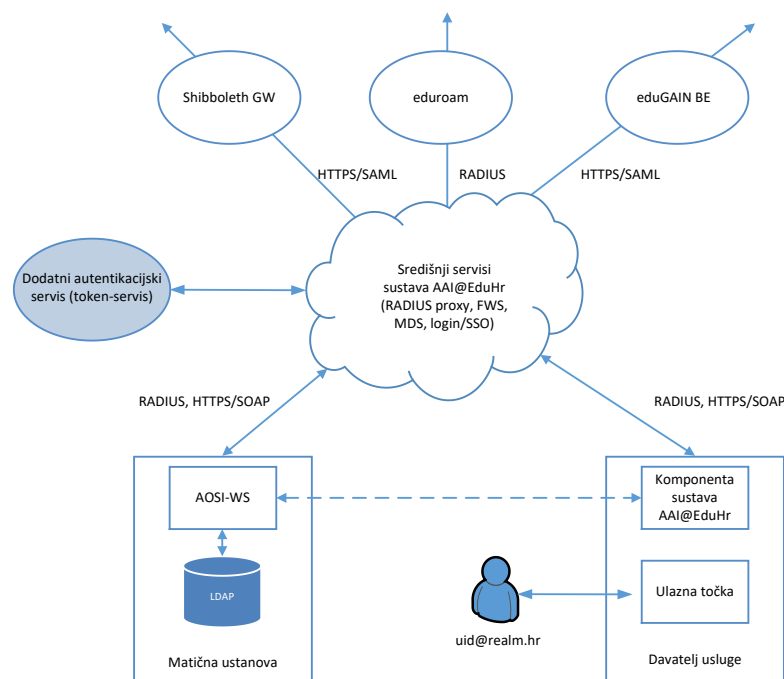 Shibboleth GW
eduroam
eduGAIN BE
HTTPS/SAML
RADIUS
HTTPS/SAML
Dodatni autentikacijski
servis (token-servis)
Središnji servisi
sustava AAI@EduHr
(RADIUS proxy, FWS,
MDS, login/SSO)
RADIUS, HTTPS/SOAP
RADIUS, HTTPS/SOAP
AOSI-WS
Komponenta
sustava
AAI@EduHr
LDAP
Ulazna točka
uid@realm.hr
Matična ustanova
Davatelj usluge